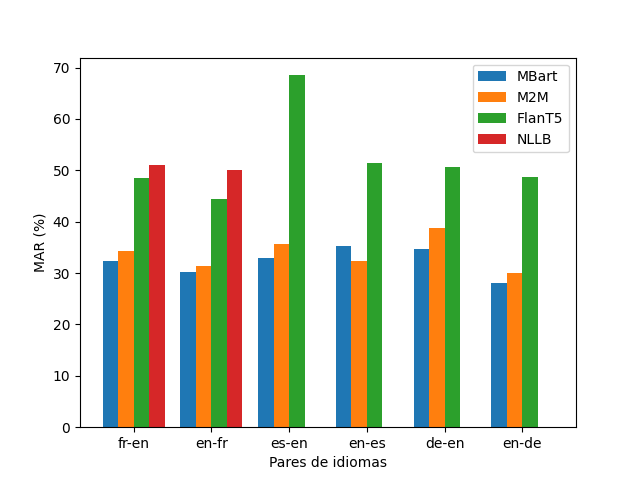 MAR (%)
70
60
50
40
30
20
10
0
MBart
M2M
FlanT5
NLLB
fr-en en-fr es-en en-es de-en en-de
Pares de idiomas